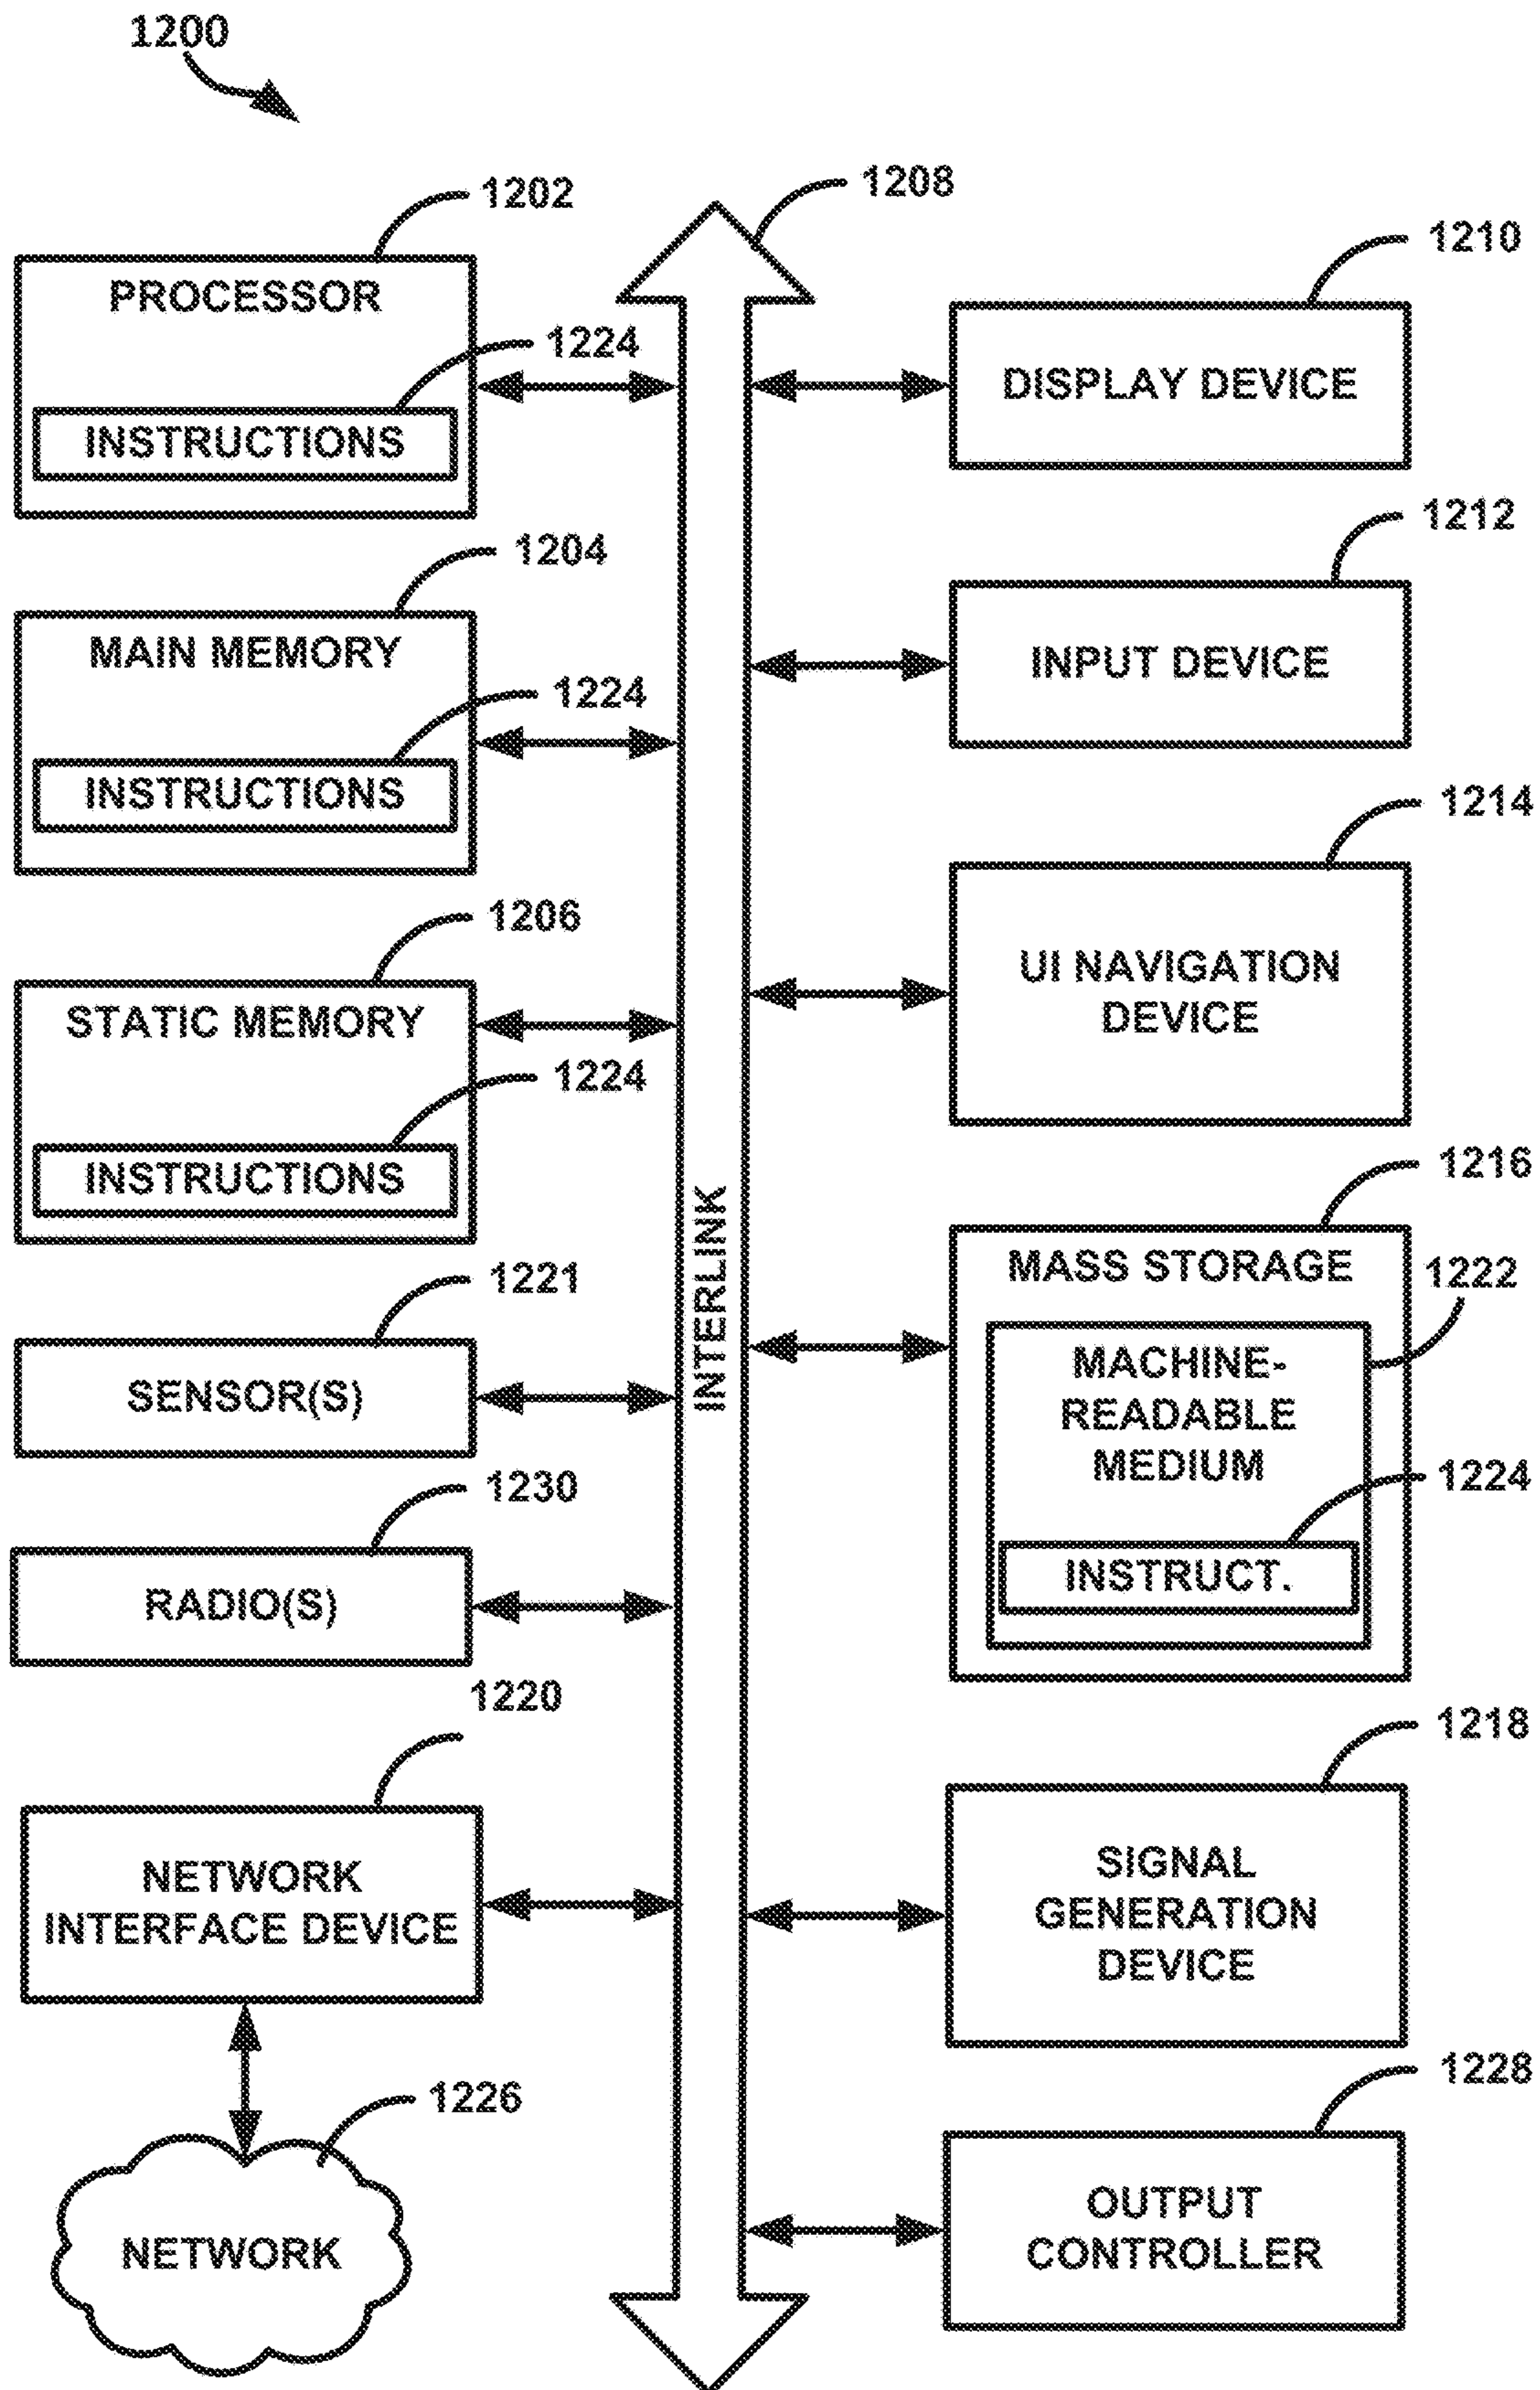 1200
1202
PROCESSOR
1224
INSTRUCTIONS
1204
MAIN MEMORY
1224
INSTRUCTIONS
1206
STATIC MEMORY
1224
INSTRUCTIONS
1221
SENSOR(S)
1230
RADIO(S)
1220
NETWORK
INTERFACE DEVICE
1226
NETWORK
1208
INTERLINK
1210
DISPLAY DEVICE
1212
INPUT DEVICE
1214
UI NAVIGATION
DEVICE
1216
MASS STORAGE
1222
MACHINE-
READABLE
MEDIUM
1224
INSTRUCT.
1218
SIGNAL
GENERATION
DEVICE
1228
OUTPUT
CONTROLLER